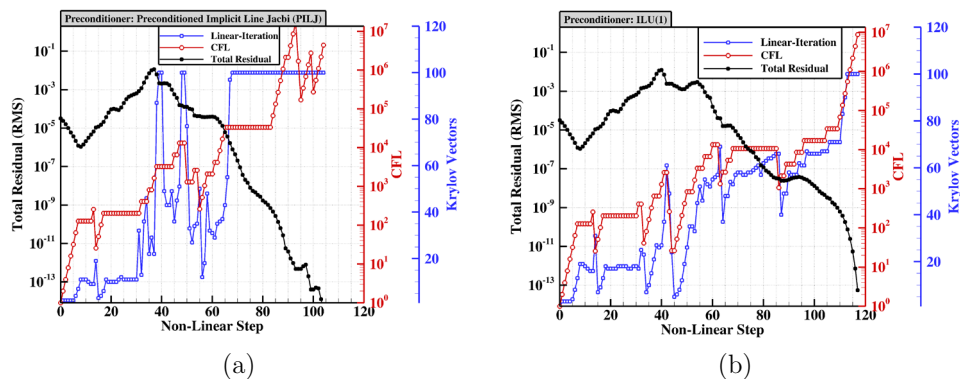 Preconditioner: Preconditioned Implicit Line Jacbi (PILJ)
Linear-Iteration
CFL
Total Residual
Total Residual (RMS)
10^-1
10^-3
10^-5
10^-7
10^-9
10^-11
10^-13
0 20 40 60 80 100 120
Non-Linear Step
10^7
10^6
10^5
10^4
10^3
10^2
10^1
10^0
CFL
120
100
80
60
40
20
Krylov Vectors
(a)
Preconditioner: ILU(1)
Linear-Iteration
CFL
Total Residual
Total Residual (RMS)
10^-1
10^-3
10^-5
10^-7
10^-9
10^-11
10^-13
0 20 40 60 80 100 120
Non-Linear Step
10^7
10^6
10^5
10^4
10^3
10^2
10^1
10^0
CFL
120
100
80
60
40
20
Krylov Vectors
(b)